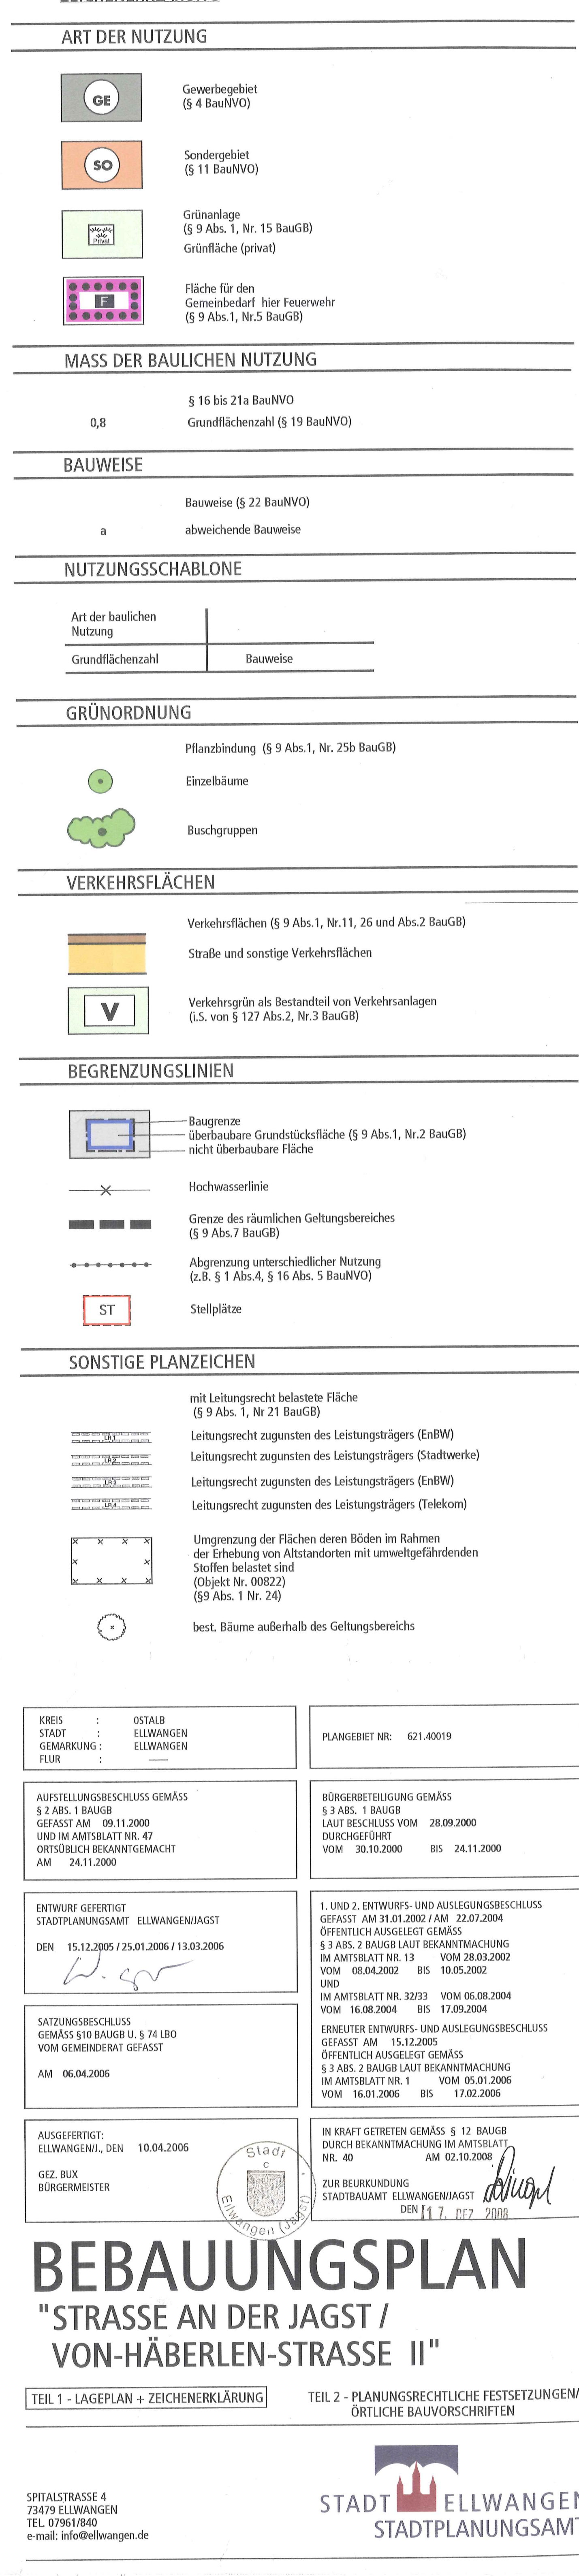 ART DER NUTZUNG
GE
Gewerbegebiet
(§ 4 BauNVO)
SO
Sondergebiet
(§ 11 BauNVO)
Privat
Grünanlage
(§ 9 Abs. 1, Nr. 15 BauGB)
Grünfläche (privat)
F
Fläche für den
Gemeinbedarf hier Feuerwehr
(§ 9 Abs.1, Nr.5 BauGB)
MASS DER BAULICHEN NUTZUNG
§ 16 bis 21a BauNVO
0,8 Grundflächenzahl (§ 19 BauNVO)
BAUWEISE
Bauweise (§ 22 BauNVO)
a abweichende Bauweise
NUTZUNGSSCHABLONE
Art der baulichen
Nutzung
Grundflächenzahl Bauweise
GRÜNORDNUNG
Pflanzbindung (§ 9 Abs.1, Nr. 25b BauGB)
Einzelbäume
Buschgruppen
VERKEHRSFLÄCHEN
Verkehrsflächen (§ 9 Abs.1, Nr.11, 26 und Abs.2 BauGB)
Straße und sonstige Verkehrsflächen
V
Verkehrsgrün als Bestandteil von Verkehrsanlagen
(i.S. von § 127 Abs.2, Nr.3 BauGB)
BEGRENZUNGSLINIEN
Baugrenze
überbaubare Grundstücksfläche (§ 9 Abs.1, Nr.2 BauGB)
nicht überbaubare Fläche
Hochwasserlinie
Grenze des räumlichen Geltungsbereiches
(§ 9 Abs.7 BauGB)
Abgrenzung unterschiedlicher Nutzung
(z.B. § 1 Abs.4, § 16 Abs. 5 BauNVO)
ST Stellplätze
SONSTIGE PLANZEICHEN
mit Leitungsrecht belastete Fläche
(§ 9 Abs. 1, Nr 21 BauGB)
LR1 Leitungsrecht zugunsten des Leistungsträgers (EnBW)
LR2 Leitungsrecht zugunsten des Leistungsträgers (Stadtwerke)
LR3 Leitungsrecht zugunsten des Leistungsträgers (EnBW)
LR4 Leitungsrecht zugunsten des Leistungsträgers (Telekom)
Umgrenzung der Flächen deren Böden im Rahmen
der Erhebung von Altstandorten mit umweltgefährdenden
Stoffen belastet sind
(Objekt Nr. 00822)
(§9 Abs. 1 Nr. 24)
best. Bäume außerhalb des Geltungsbereichs
KREIS : OSTALB
STADT : ELLWANGEN
GEMARKUNG : ELLWANGEN
FLUR :
PLANGEBIET NR: 621.40019
AUFSTELLUNGSBESCHLUSS GEMÄSS
§ 2 ABS. 1 BAUGB
GEFASST AM 09.11.2000
UND IM AMTSBLATT NR. 47
ORTSÜBLICH BEKANNTGEMACHT
AM 24.11.2000
BÜRGERBETEILIGUNG GEMÄSS
§ 3 ABS. 1 BAUGB
LAUT BESCHLUSS VOM 28.09.2000
DURCHGEFÜHRT
VOM 30.10.2000 BIS 24.11.2000
ENTWURF GEFERTIGT
STADTPLANUNGSAMT ELLWANGEN/JAGST
DEN 15.12.2005 / 25.01.2006 / 13.03.2006
1. UND 2. ENTWURFS- UND AUSLEGUNGSBESCHLUSS
GEFASST AM 31.01.2002 / AM 22.07.2004
ÖFFENTLICH AUSGELEGT GEMÄSS
§ 3 ABS. 2 BAUGB LAUT BEKANNTMACHUNG
IM AMTSBLATT NR. 13 VOM 28.03.2002
VOM 08.04.2002 BIS 10.05.2002
UND
IM AMTSBLATT NR. 32/33 VOM 06.08.2004
VOM 16.08.2004 BIS 17.09.2004
ERNEUTER ENTWURFS- UND AUSLEGUNGSBESCHLUSS
GEFASST AM 15.12.2005
ÖFFENTLICH AUSGELEGT GEMÄSS
§ 3 ABS. 2 BAUGB LAUT BEKANNTMACHUNG
IM AMTSBLATT NR. 1 VOM 05.01.2006
VOM 16.01.2006 BIS 17.02.2006
SATZUNGSBESCHLUSS
GEMÄSS §10 BAUGB U. § 74 LBO
VOM GEMEINDERAT GEFASST
AM 06.04.2006
AUSGEFERTIGT:
ELLWANGEN/J., DEN 10.04.2006
GEZ. BUX
BÜRGERMEISTER
Stadt
C
Ellwangen (Jagst)
IN KRAFT GETRETEN GEMÄSS § 12 BAUGB
DURCH BEKANNTMACHUNG IM AMTSBLATT
NR. 40 AM 02.10.2008
ZUR BEURKUNDUNG
STADTBAUAMT ELLWANGEN/JAGST
DEN 17. DEZ. 2008
BEBAUUNGSPLAN
"STRASSE AN DER JAGST /
VON-HÄBERLEN-STRASSE II"
TEIL 1 - LAGEPLAN + ZEICHENERKLÄRUNG
TEIL 2 - PLANUNGSRECHTLICHE FESTSETZUNGEN/
ÖRTLICHE BAUVORSCHRIFTEN
SPITALSTRASSE 4
73479 ELLWANGEN
TEL. 07961/840
e-mail: info@ellwangen.de
STADT ELLWANGEN
STADTPLANUNGSAMT